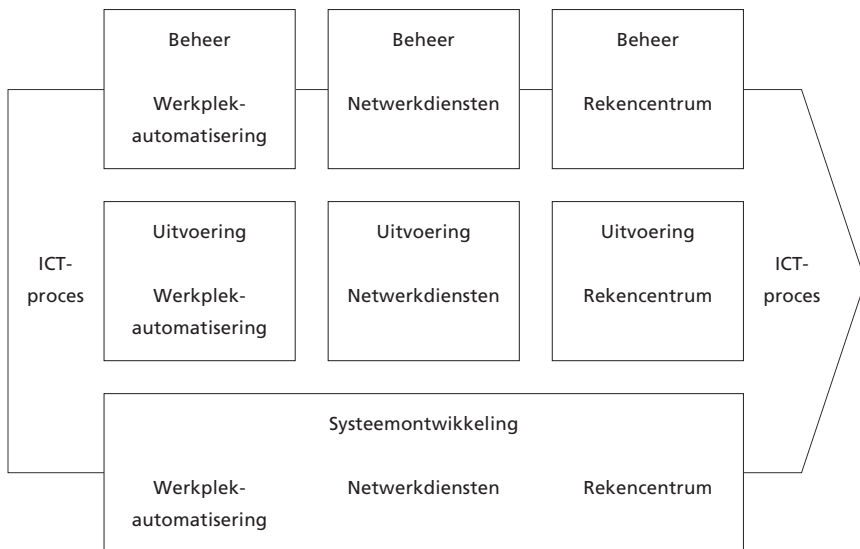 Beheer
Werkplek-
automatisering
Beheer
Netwerkdiensten
Beheer
Rekencentrum
ICT-
proces
Uitvoering
Werkplek-
automatisering
Uitvoering
Netwerkdiensten
Uitvoering
Rekencentrum
ICT-
proces
Systeemontwikkeling
Werkplek-
automatisering
Netwerkdiensten
Rekencentrum